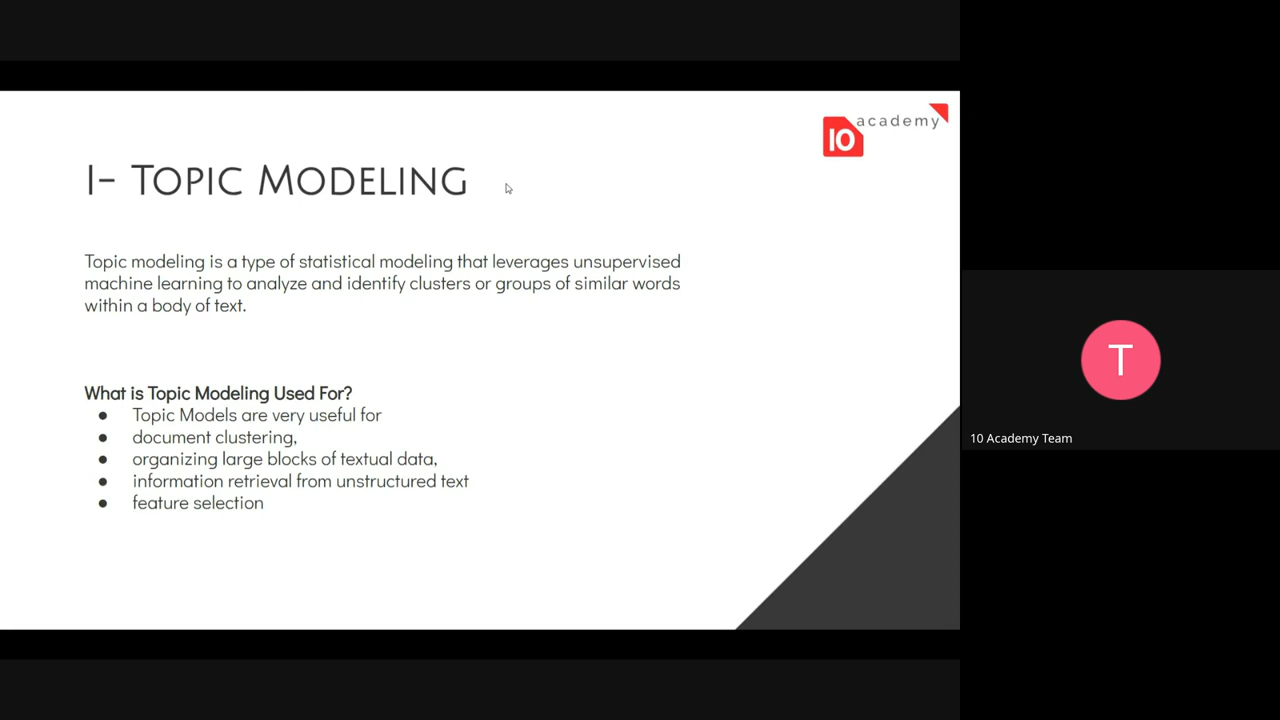 10 academy
I- Topic Modeling
Topic modeling is a type of statistical modeling that leverages unsupervised
machine learning to analyze and identify clusters or groups of similar words
within a body of text.
What is Topic Modeling Used For?
● Topic Models are very useful for
● document clustering,
● organizing large blocks of textual data,
● information retrieval from unstructured text
● feature selection
T
10 Academy Team